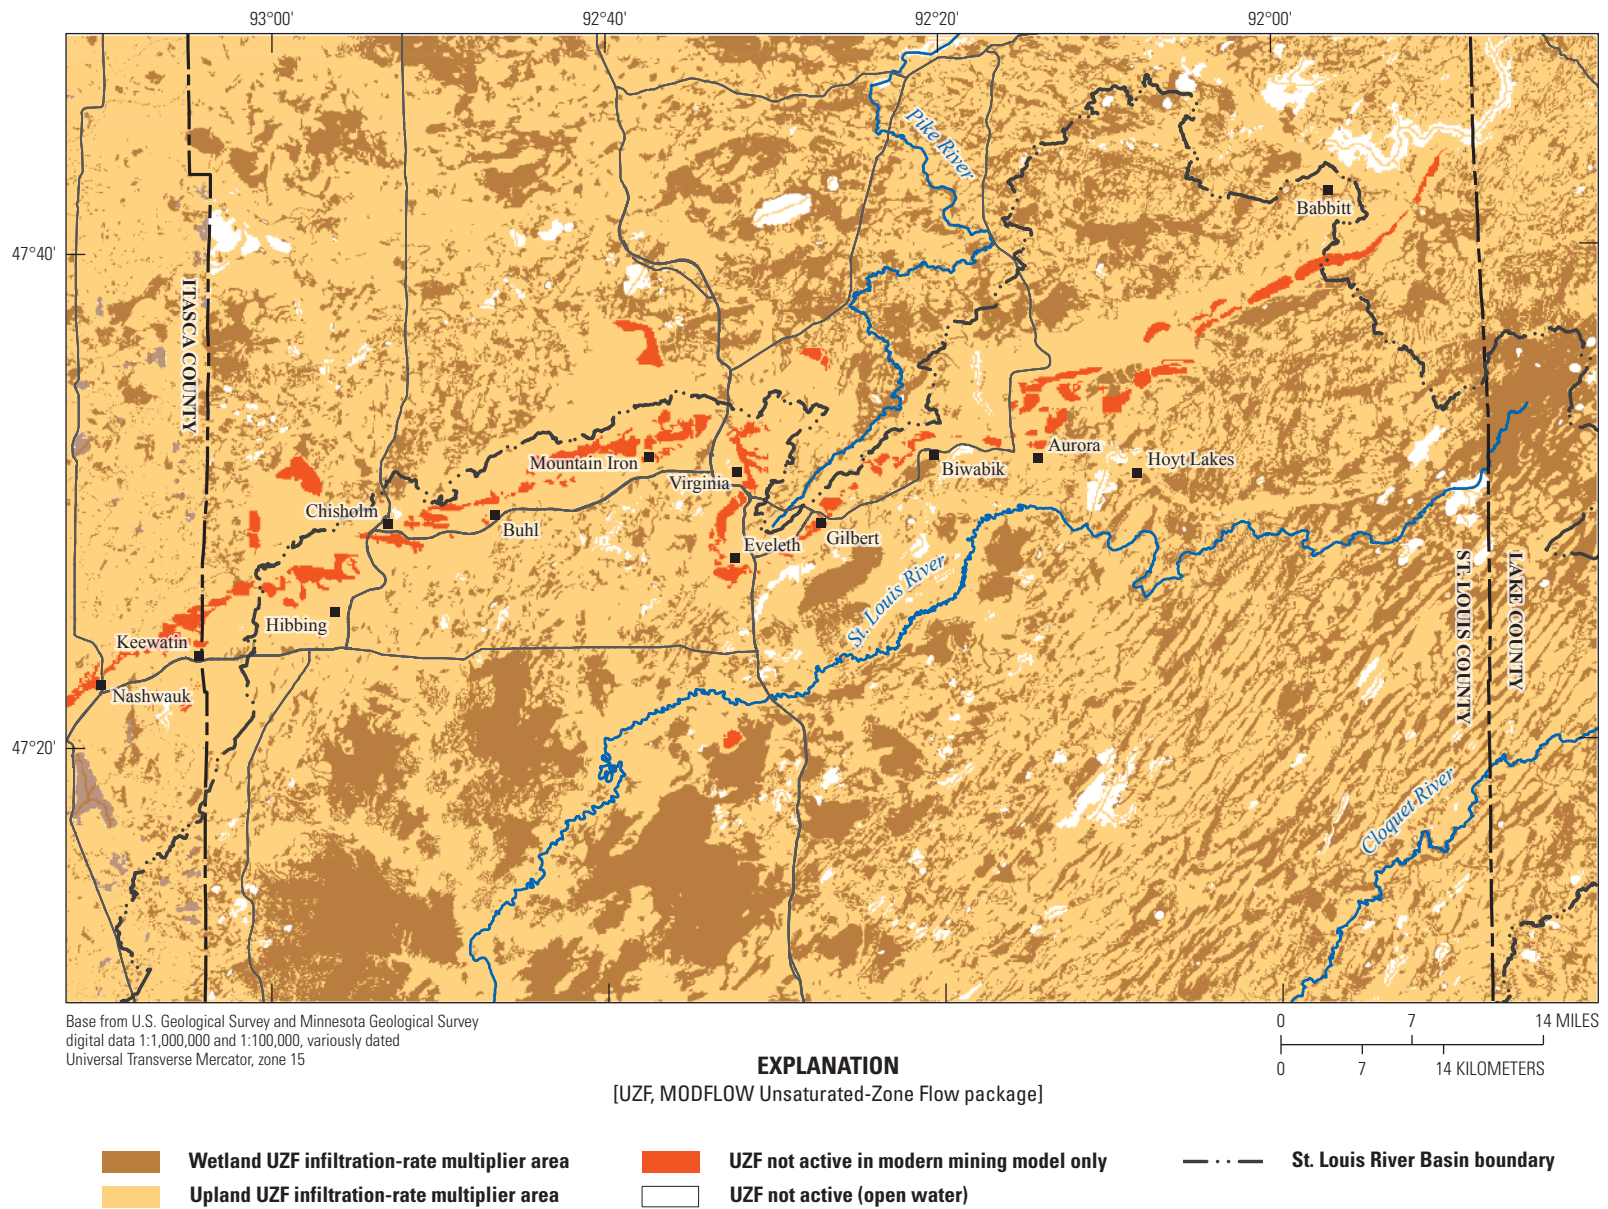 93°00'
92°40'
92°20'
92°00'
Pike River
Babbitt
47°40'
ITASCA COUNTY
Mountain Iron
Virginia
Biwabik
Aurora
Hoyt Lakes
Chisholm
Buhl
Eveleth
Gilbert
St. Louis River
ST. LOUIS COUNTY
LAKE COUNTY
Hibbing
Keewatin
Nashwauk
47°20'
Cloquet River
Base from U.S. Geological Survey and Minnesota Geological Survey
digital data 1:1,000,000 and 1:100,000, variously dated
Universal Transverse Mercator, zone 15
0 7 14 MILES
0 7 14 KILOMETERS
EXPLANATION
[UZF, MODFLOW Unsaturated-Zone Flow package]
Wetland UZF infiltration-rate multiplier area
Upland UZF infiltration-rate multiplier area
UZF not active in modern mining model only
UZF not active (open water)
St. Louis River Basin boundary